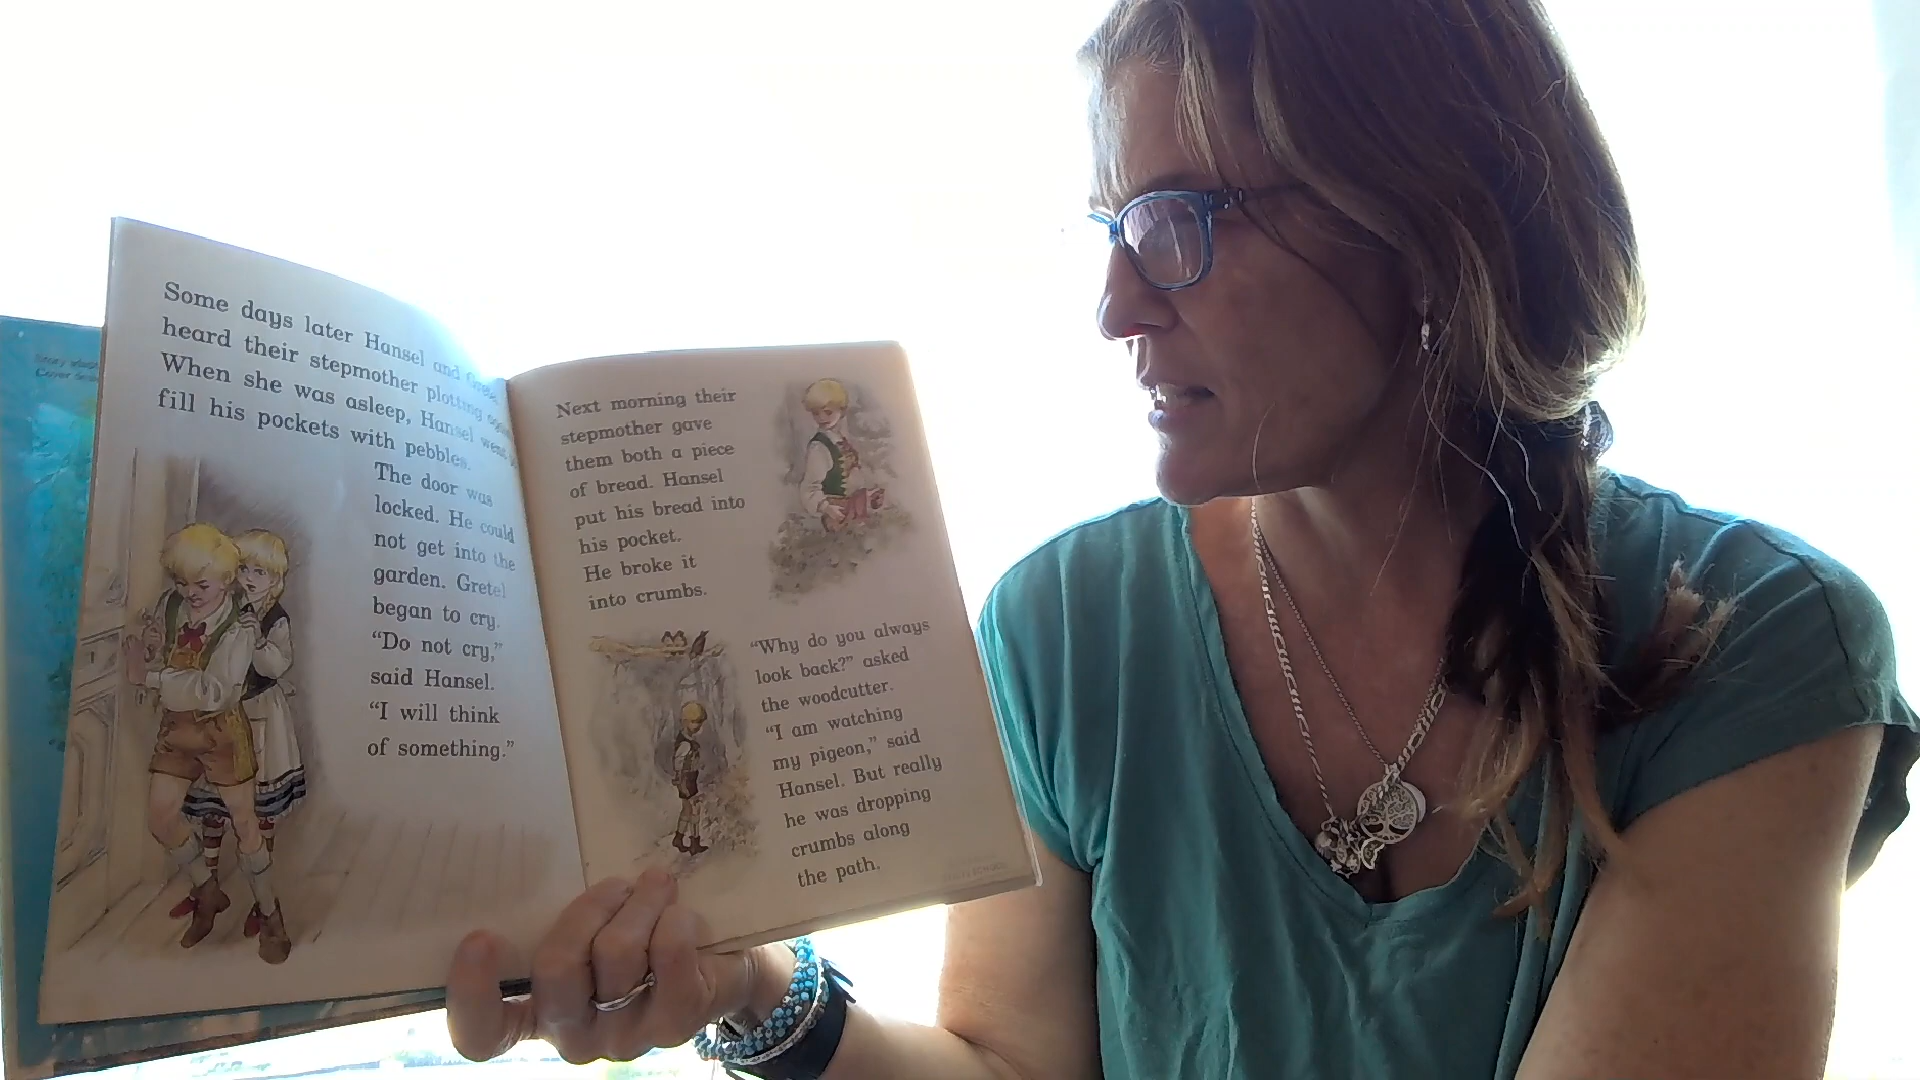 Some days later Hansel and Gretel
heard their stepmother plotting
When she was asleep, Hansel went
fill his pockets with pebbles.
The door was
locked. He could
not get into the
garden. Gretel
began to cry.
“Do not cry,”
said Hansel.
“I will think
of something.”
Next morning their
stepmother gave
them both a piece
of bread. Hansel
put his bread into
his pocket.
He broke it
into crumbs.
“Why do you always
look back?” asked
the woodcutter.
“I am watching
my pigeon,” said
Hansel. But really
he was dropping
crumbs along
the path.